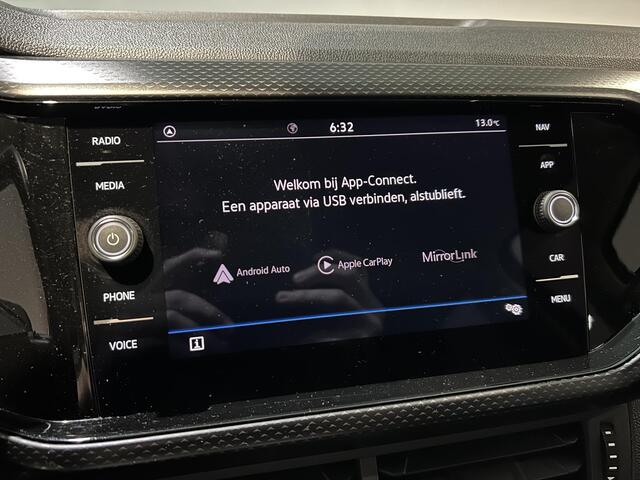 RADIO
MEDIA
PHONE
VOICE
6:32
13.0°C
Welkom bij App-Connect.
Een apparaat via USB verbinden, alstublieft.
Android Auto
Apple CarPlay
MirrorLink
i
NAV
APP
CAR
MENU